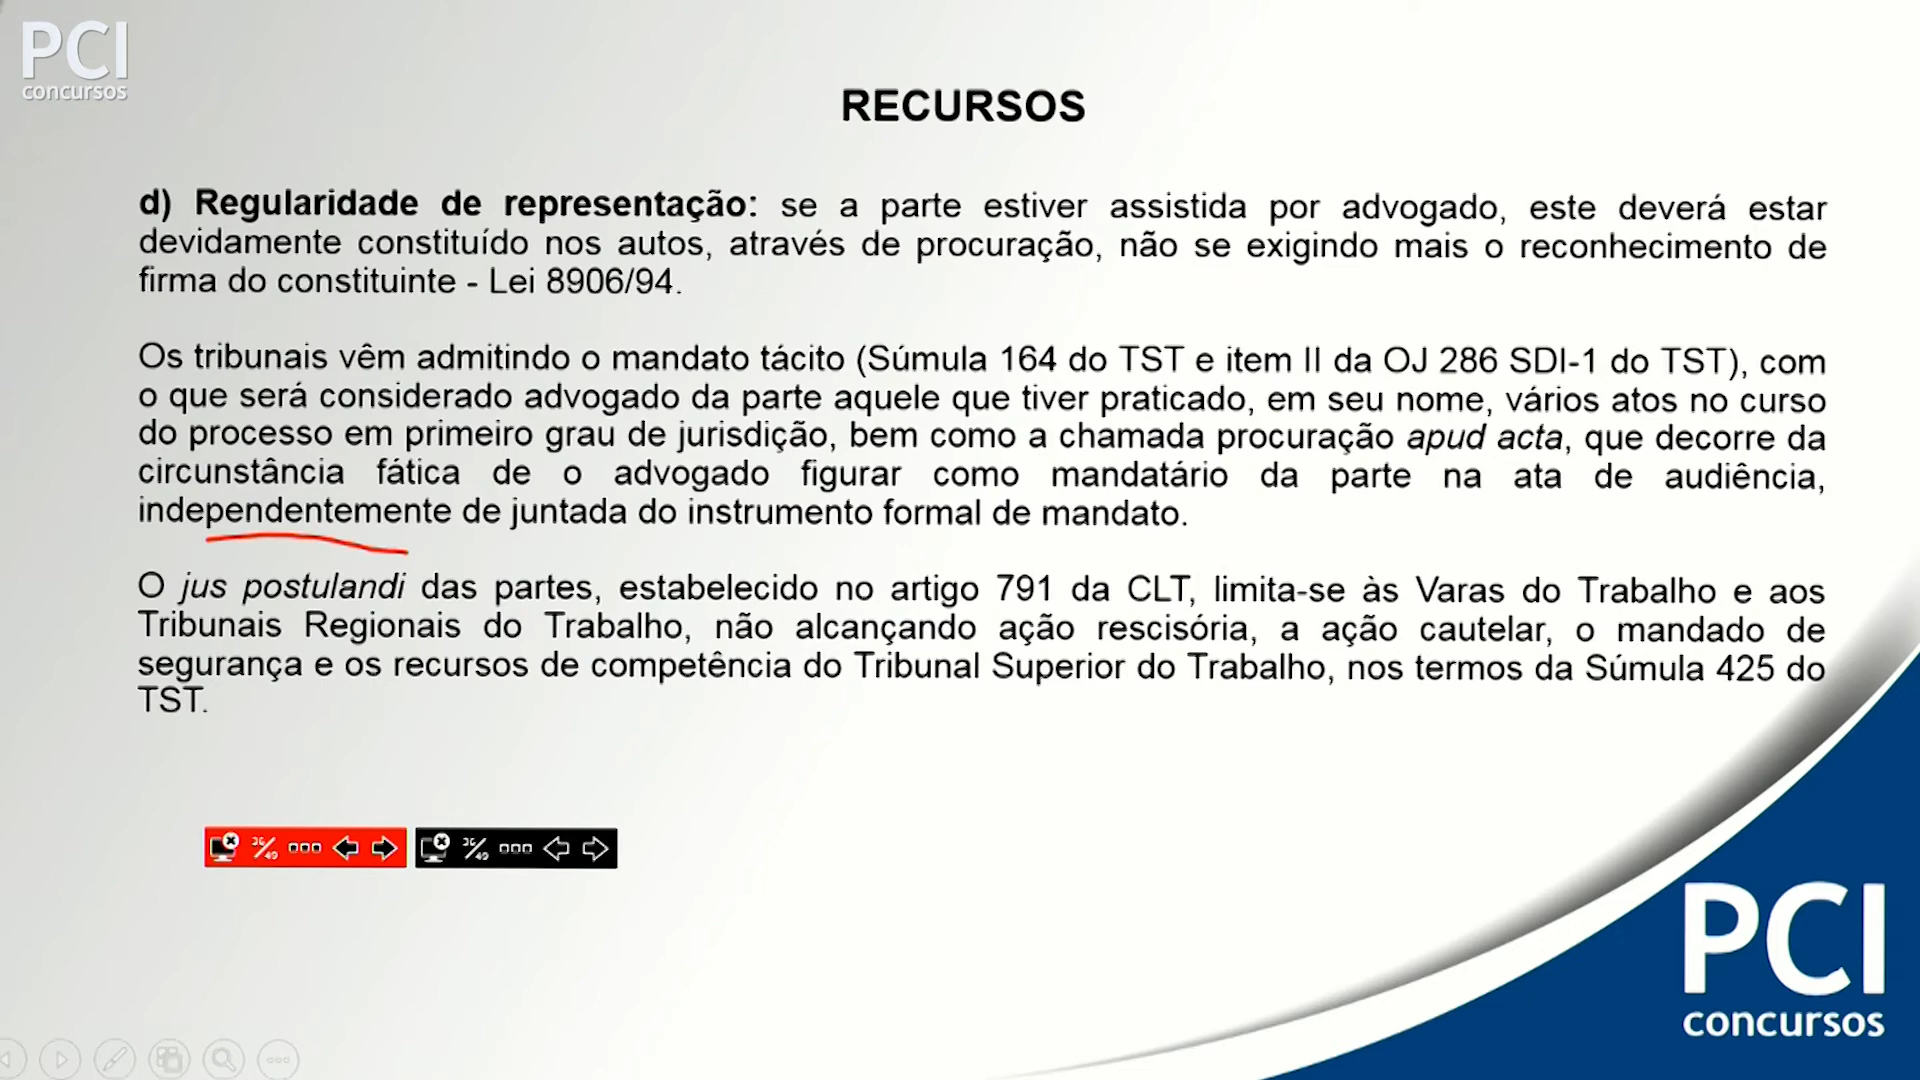 PCI
concursos
RECURSOS
d) Regularidade de representação: se a parte estiver assistida por advogado, este deverá estar
devidamente constituído nos autos, através de procuração, não se exigindo mais o reconhecimento de
firma do constituinte - Lei 8906/94.
Os tribunais vêm admitindo o mandato tácito (Súmula 164 do TST e item II da OJ 286 SDI-1 do TST), com
o que será considerado advogado da parte aquele que tiver praticado, em seu nome, vários atos no curso
do processo em primeiro grau de jurisdição, bem como a chamada procuração apud acta, que decorre da
circunstância fática de o advogado figurar como mandatário da parte na ata de audiência,
independentemente de juntada do instrumento formal de mandato.
O jus postulandi das partes, estabelecido no artigo 791 da CLT, limita-se às Varas do Trabalho e aos
Tribunais Regionais do Trabalho, não alcançando ação rescisória, a ação cautelar, o mandado de
segurança e os recursos de competência do Tribunal Superior do Trabalho, nos termos da Súmula 425 do
TST.
36/49 36/49
PCI
concursos